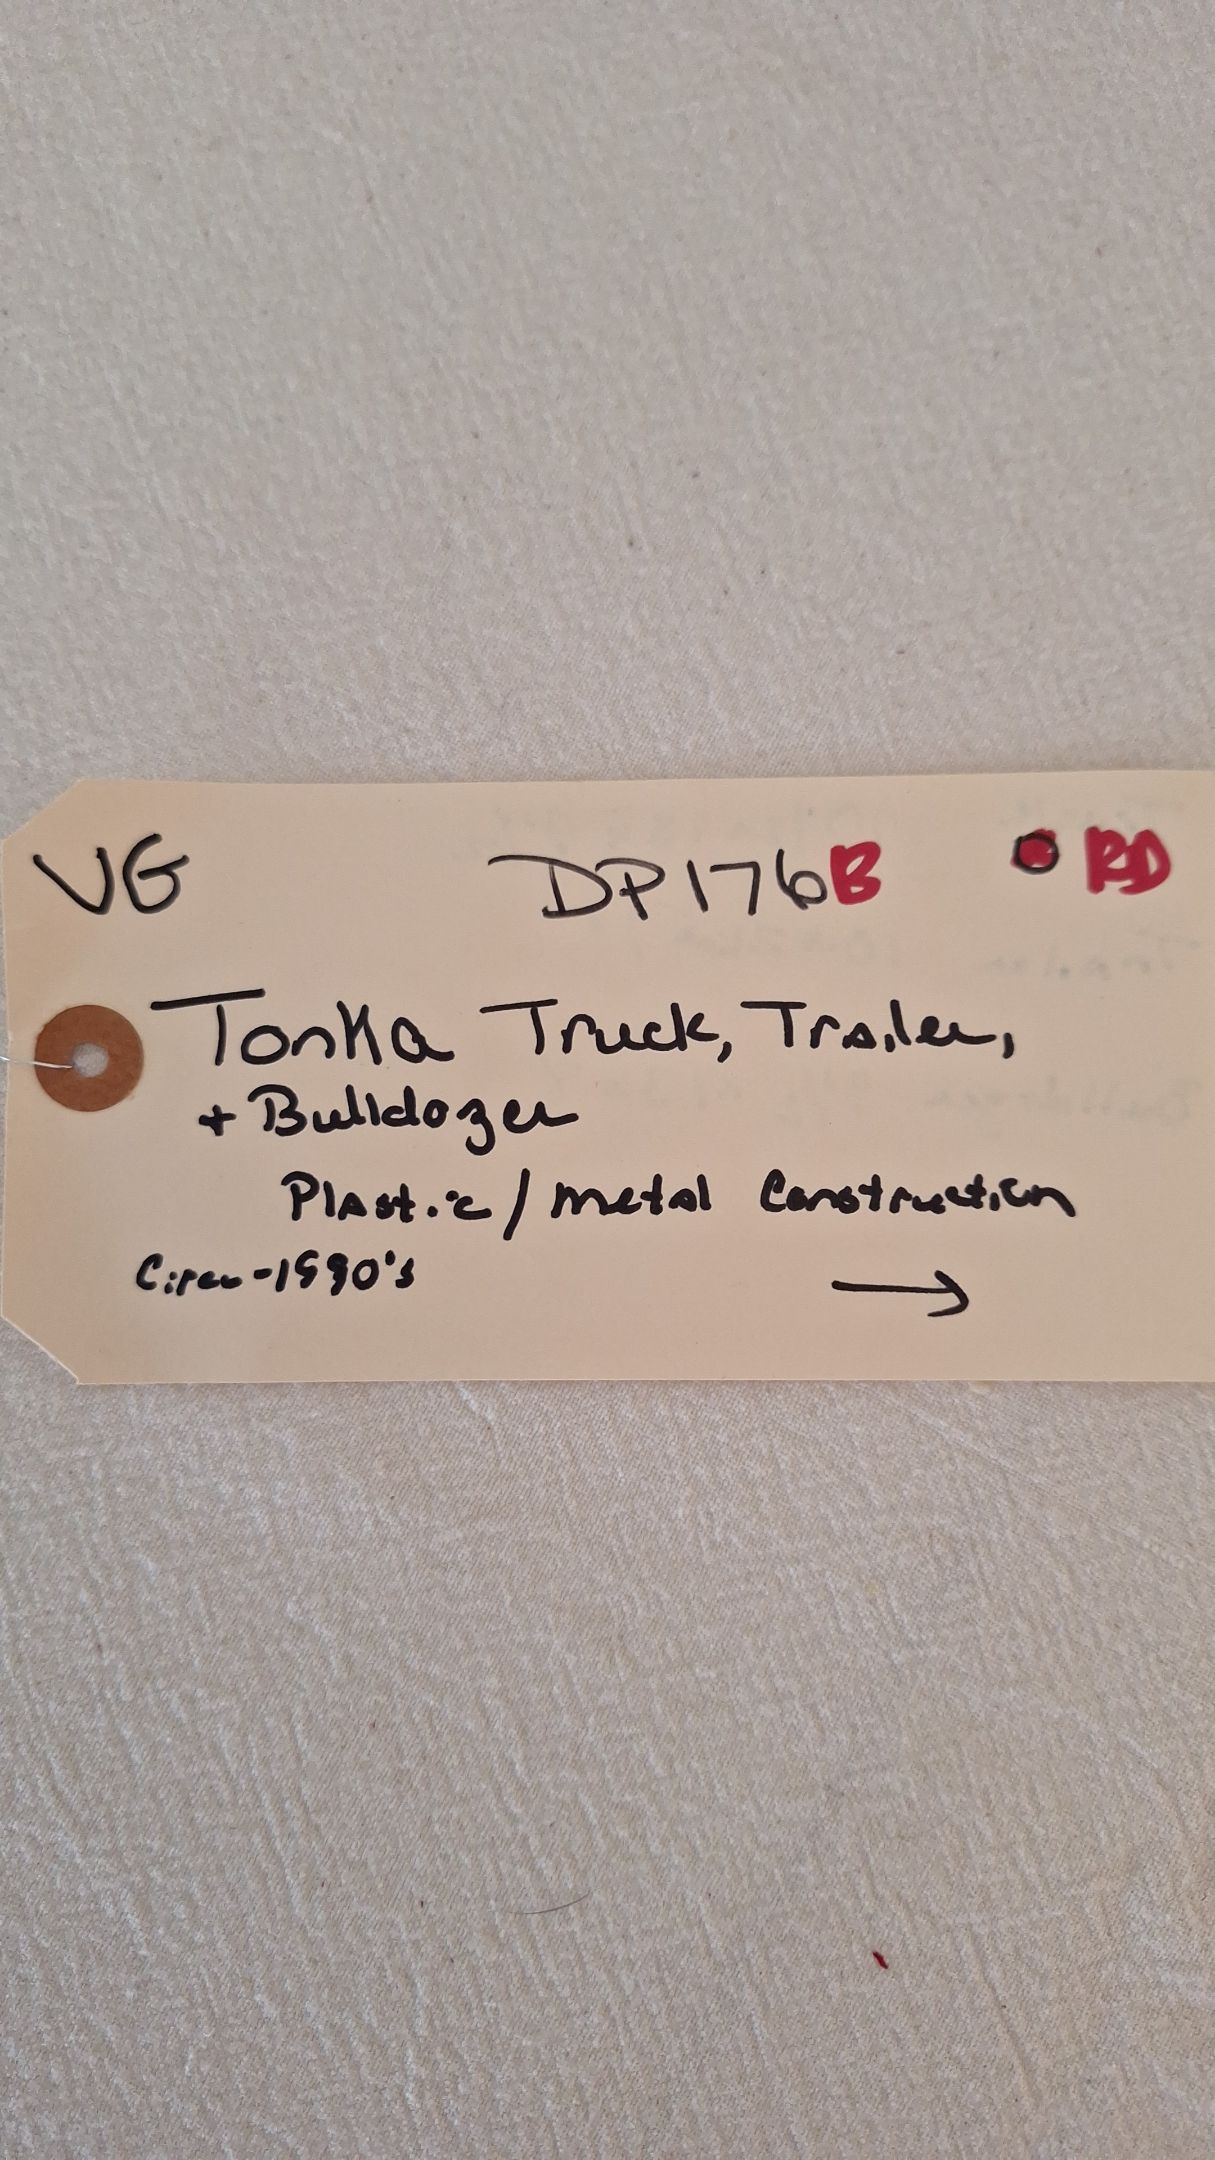 VG DP176B RD
Tonka Truck, Trailer,
+ Bulldozer
Plastic / metal Construction
Circa -1990's →